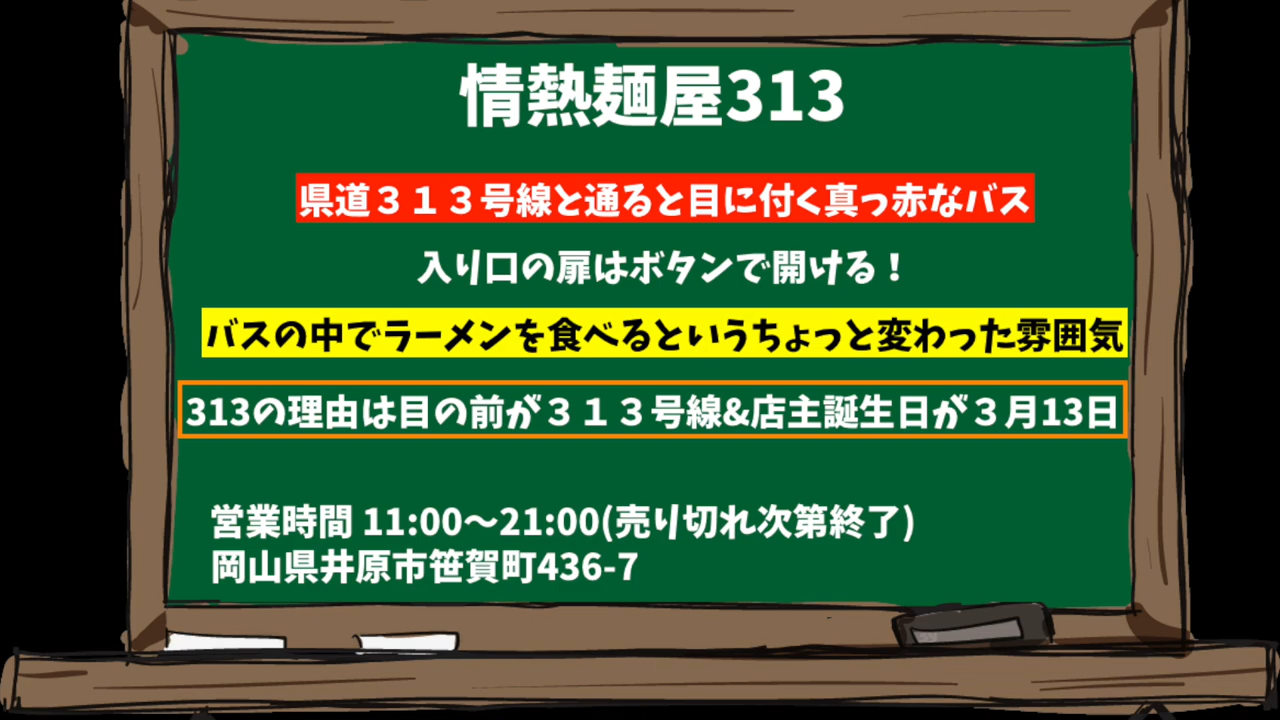 情熱麺屋313
県道３１３号線と通ると目に付く真っ赤なバス
入り口の扉はボタンで開ける！
バスの中でラーメンを食べるというちょっと変わった雰囲気
313の理由は目の前が３１３号線&店主誕生日が３月13日
営業時間 11:00〜21:00(売り切れ次第終了)
岡山県井原市笹賀町436-7